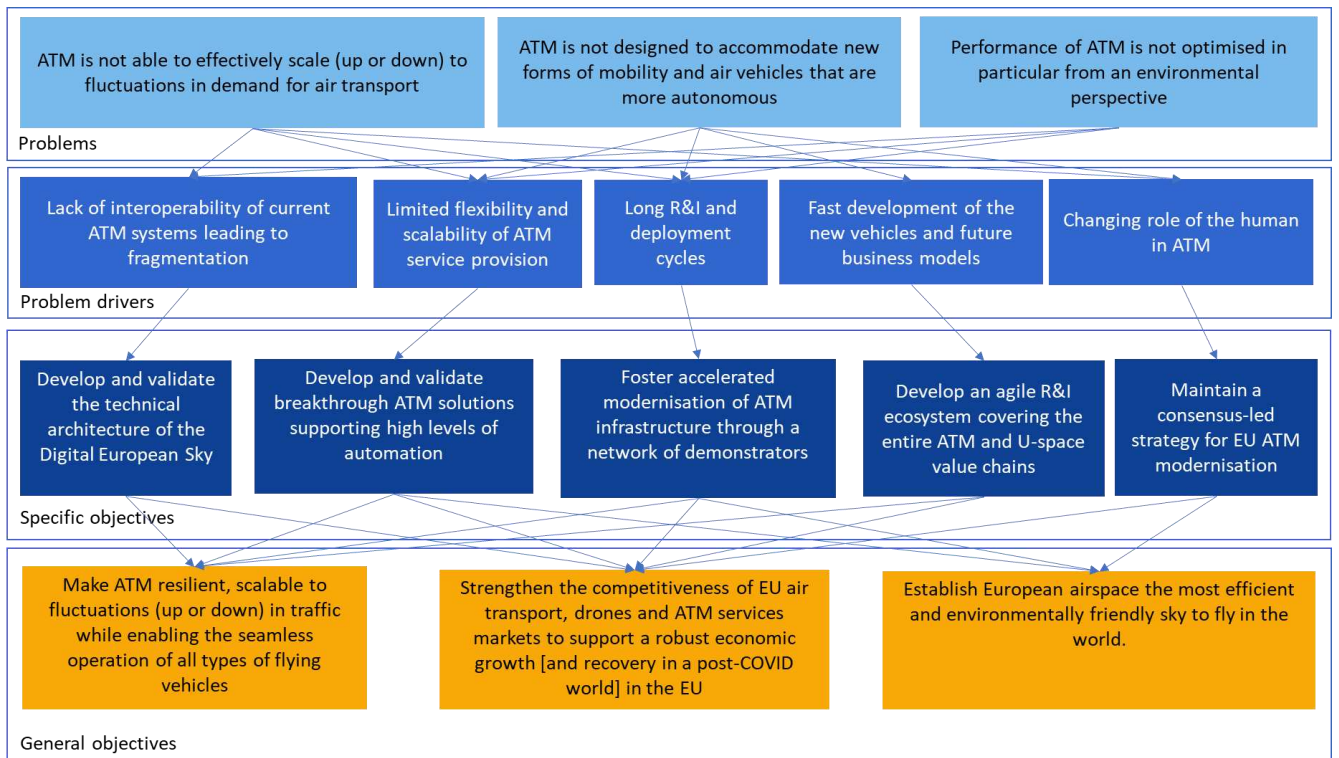 ATM is not able to effectively scale (up or down) to
fluctuations in demand for air transport
ATM is not designed to accommodate new
forms of mobility and air vehicles that are
more autonomous
Performance of ATM is not optimised in
particular from an environmental
perspective
Problems
Lack of interoperability of current
ATM systems leading to
fragmentation
Limited flexibility and
scalability of ATM
service provision
Long R&I and
deployment
cycles
Fast development of the
new vehicles and future
business models
Changing role of the human
in ATM
Problem drivers
Develop and validate
the technical
architecture of the
Digital European Sky
Develop and validate
breakthrough ATM solutions
supporting high levels of
automation
Foster accelerated
modernisation of ATM
infrastructure through a
network of demonstrators
Develop an agile R&I
ecosystem covering the
entire ATM and U-space
value chains
Maintain a
consensus-led
strategy for EU ATM
modernisation
Specific objectives
Make ATM resilient, scalable to
fluctuations (up or down) in traffic
while enabling the seamless
operation of all types of flying
vehicles
Strengthen the competitiveness of EU air
transport, drones and ATM services
markets to support a robust economic
growth [and recovery in a post-COVID
world] in the EU
Establish European airspace the most efficient
and environmentally friendly sky to fly in the
world.
General objectives